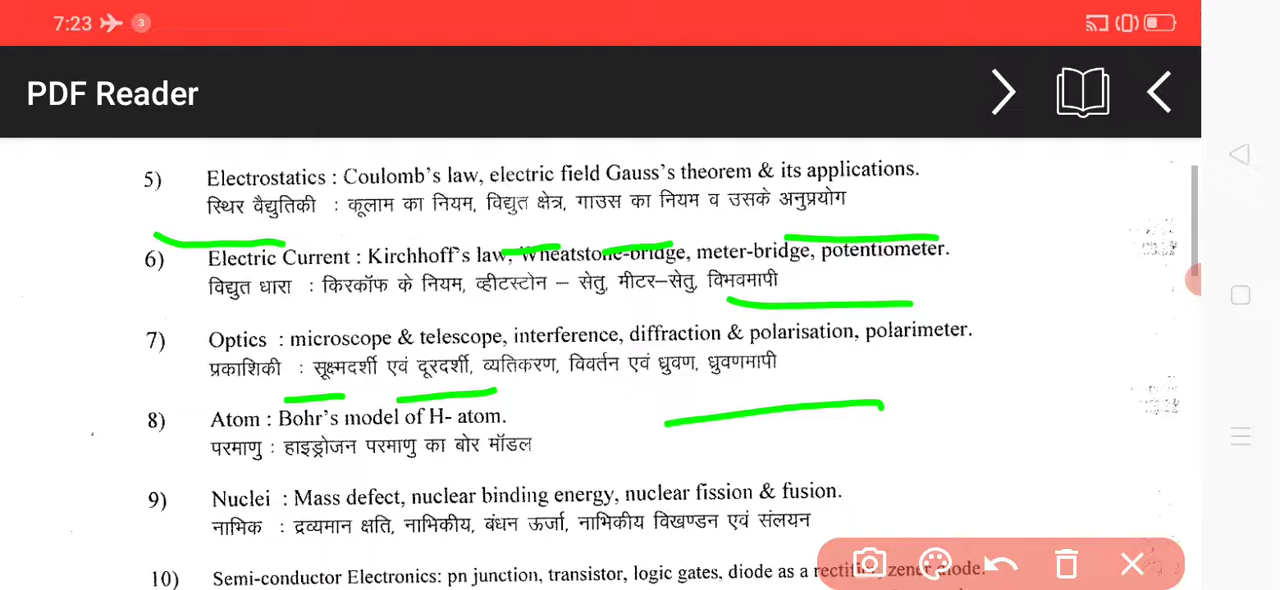 7:23 3
PDF Reader
5) Electrostatics : Coulomb's law, electric field Gauss's theorem & its applications.
स्थिर वैद्युतिकी : कूलाम का नियम, विद्युत क्षेत्र, गाउस का नियम व उसके अनुप्रयोग
6) Electric Current : Kirchhoff's law, Wheatstone-bridge, meter-bridge, potentiometer.
विद्युत धारा : किरकॉफ के नियम, व्हीटस्टोन – सेतु, मीटर–सेतु, विभवमापी
7) Optics : microscope & telescope, interference, diffraction & polarisation, polarimeter.
प्रकाशिकी : सूक्ष्मदर्शी एवं दूरदर्शी, व्यतिकरण, विवर्तन एवं ध्रुवण, ध्रुवणमापी
8) Atom : Bohr's model of H- atom.
परमाणु : हाइड्रोजन परमाणु का बोर मॉडल
9) Nuclei : Mass defect, nuclear binding energy, nuclear fission & fusion.
नाभिक : द्रव्यमान क्षति, नाभिकीय, बंधन ऊर्जा, नाभिकीय विखण्डन एवं संलयन
10) Semi-conductor Electronics: pn junction, transistor, logic gates, diode as a rectifier, zener diode.